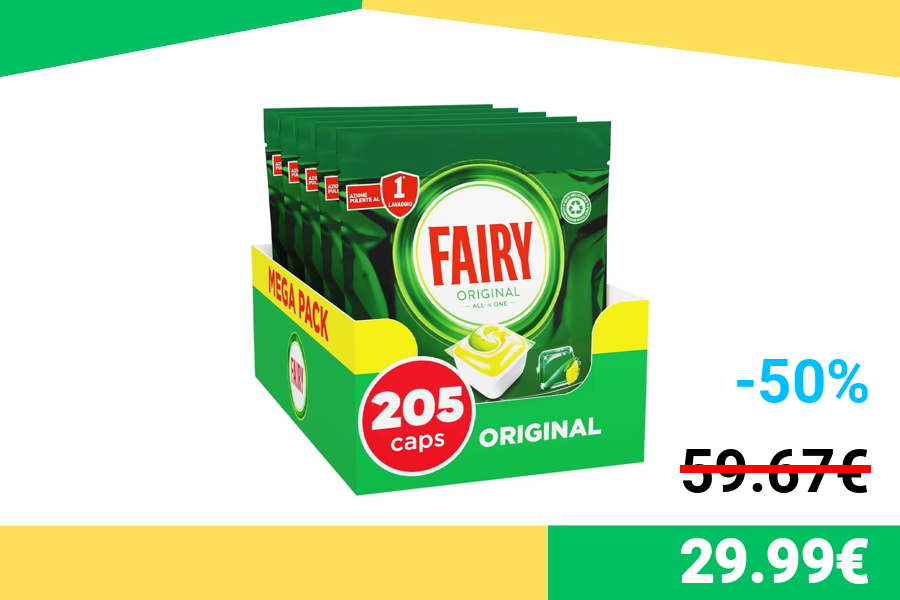 AZIONE
PULENTE AL
1°
LAVAGGIO
FAIRY
ORIGINAL
ALL in ONE
MEGA PACK
FAIRY
205
caps
ORIGINAL
-50%
59.67€
29.99€